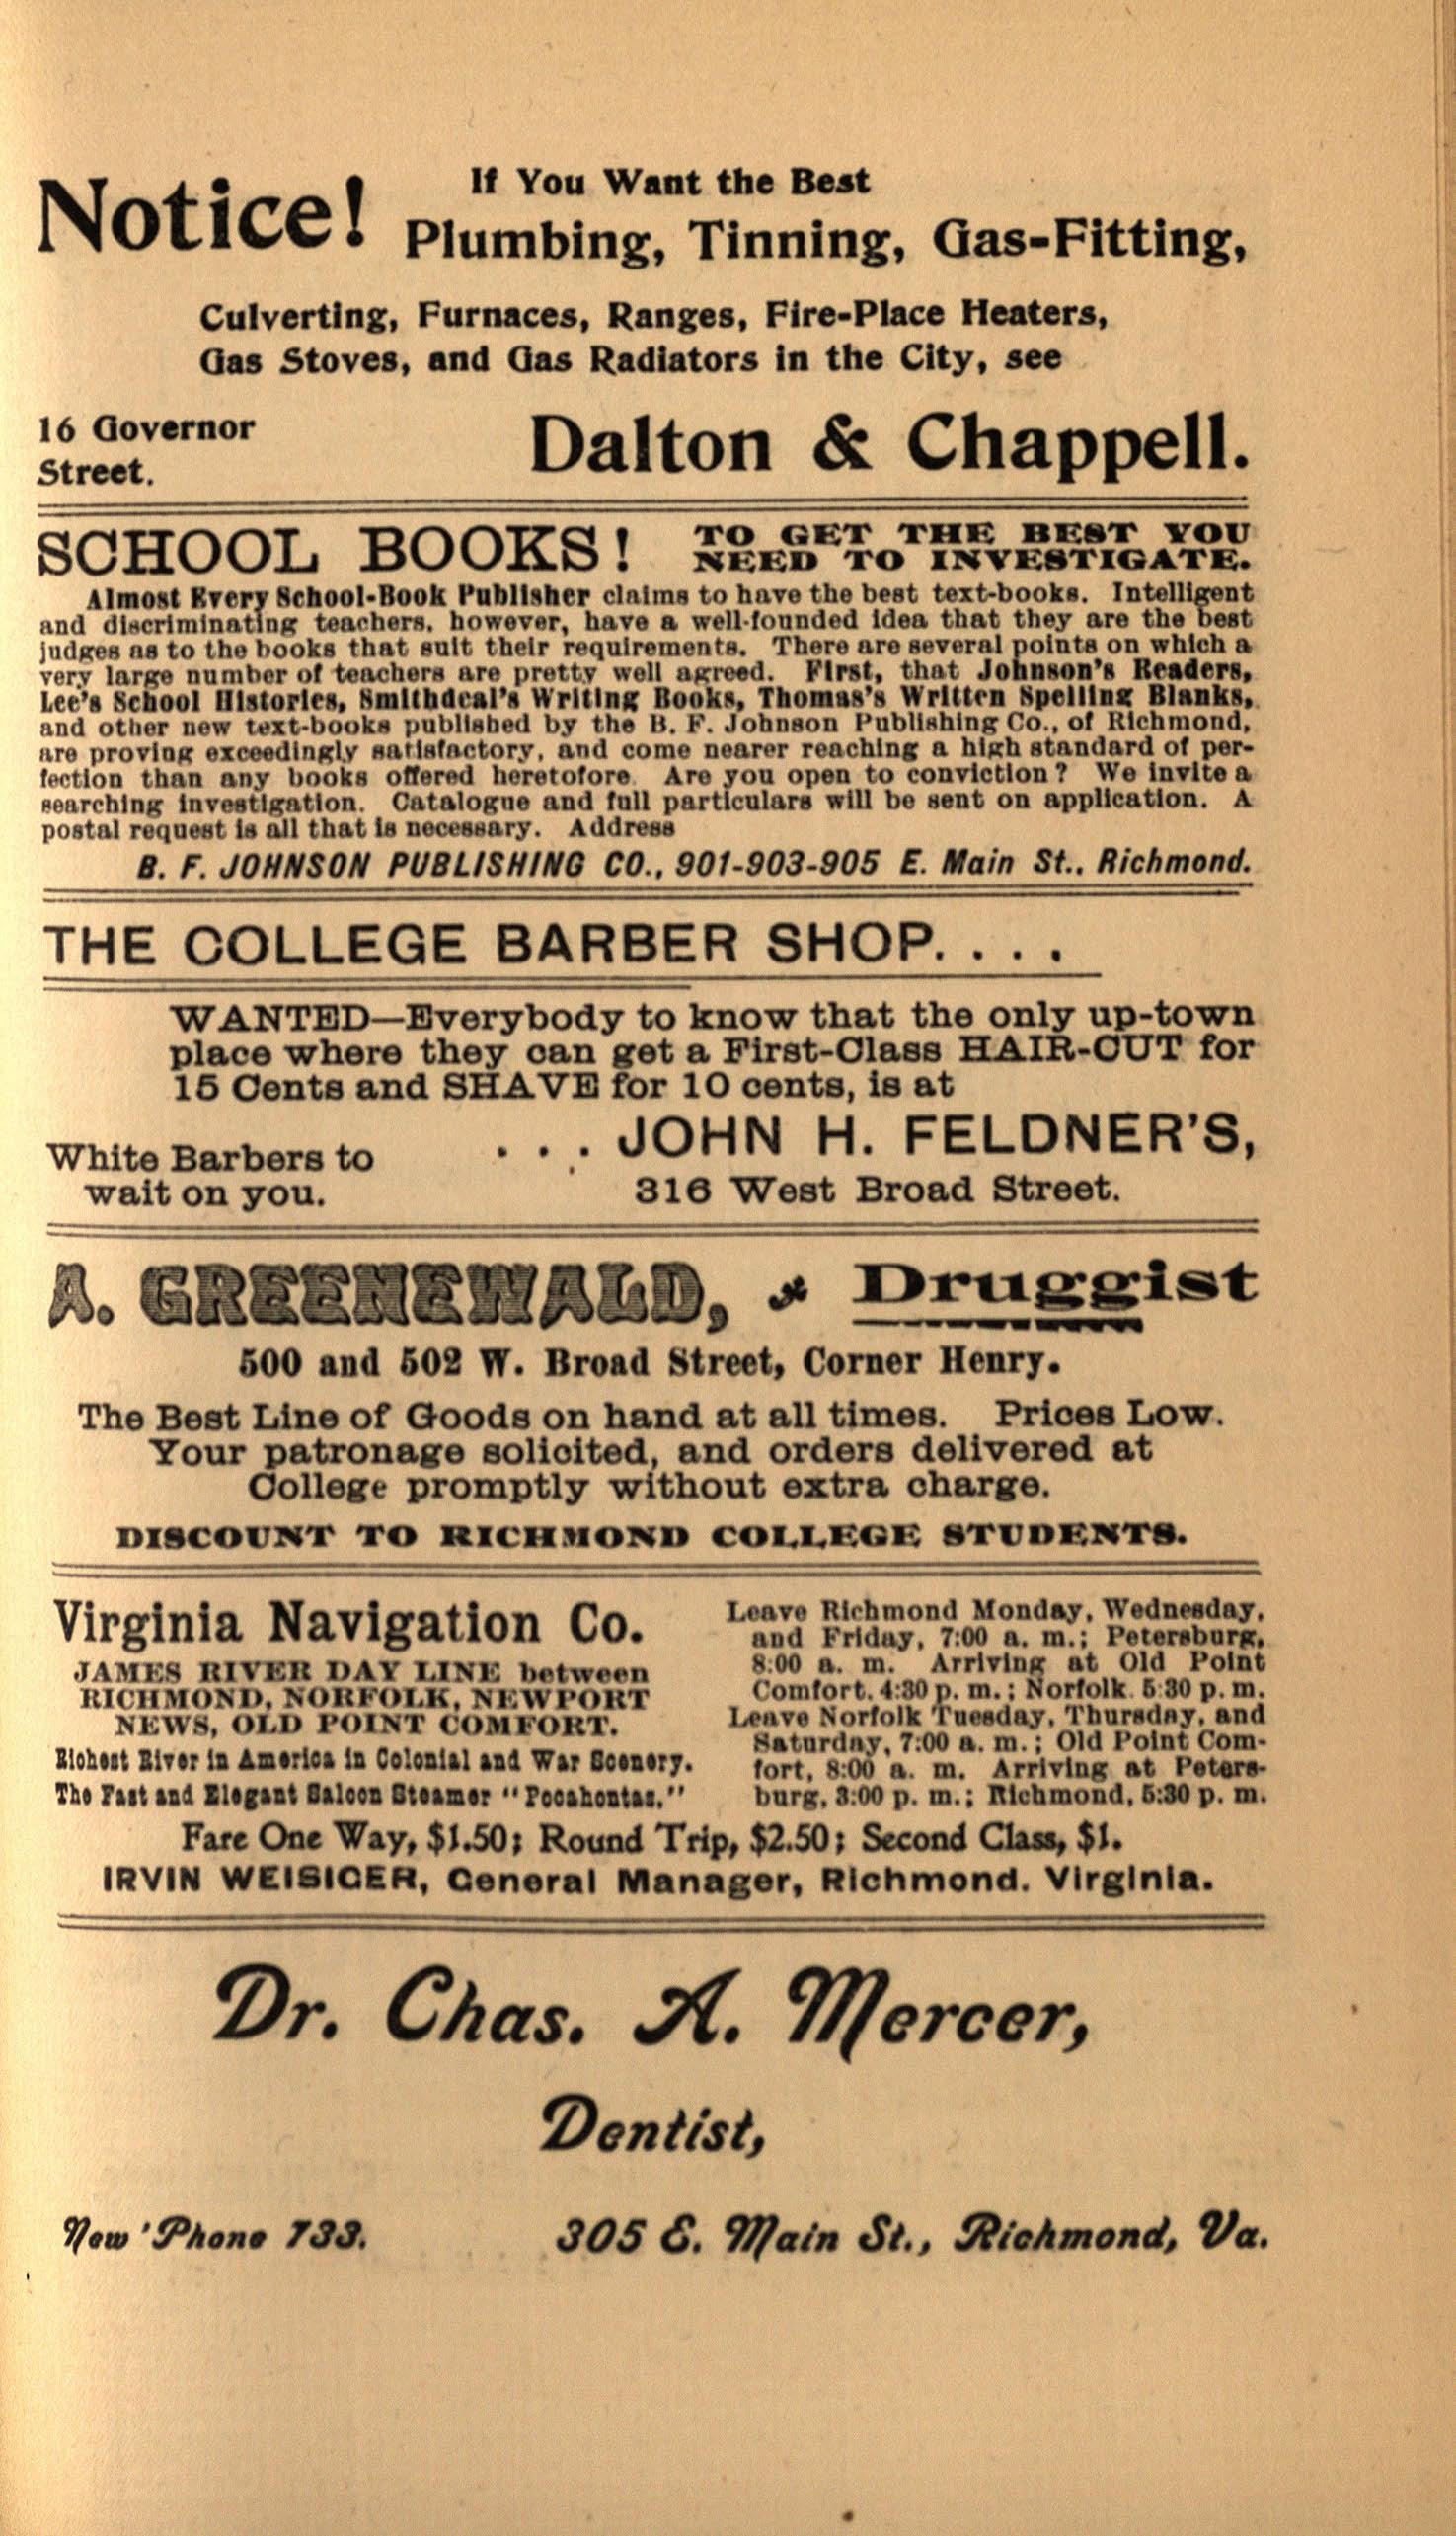 Notice!
If You Want the Best
Plumbing, Tinning, Gas-Fitting,
Culverting, Furnaces, Ranges, Fire-Place Heaters,
Gas Stoves, and Gas Radiators in the City, see
16 Governor
Street.
Dalton & Chappell.
SCHOOL BOOKS!
TO GET THE BEST YOU
NEED TO INVESTIGATE.
Almost Every School-Book Publisher claims to have the best text-books. Intelligent
and discriminating teachers, however, have a well-founded idea that they are the best
judges as to the books that suit their requirements. There are several points on which a
very large number of teachers are pretty well agreed. First, that Johnson's Readers,
Lee's School Histories, Smithdeal's Writing Books, Thomas's Written Spelling Blanks,
and other new text-books published by the B. F. Johnson Publishing Co., of Richmond,
are proving exceedingly satisfactory, and come nearer reaching a high standard of per-
fection than any books offered heretofore. Are you open to conviction? We invite a
searching investigation. Catalogue and full particulars will be sent on application. A
postal request is all that is necessary. Address
B. F. JOHNSON PUBLISHING CO., 901-903-905 E. Main St., Richmond.
THE COLLEGE BARBER SHOP. . . .
WANTED—Everybody to know that the only up-town
place where they can get a First-Class HAIR-CUT for
15 Cents and SHAVE for 10 cents, is at
. . . JOHN H. FELDNER'S,
White Barbers to
wait on you.
316 West Broad Street.
A. GREENEWALD, Druggist
500 and 502 W. Broad Street, Corner Henry.
The Best Line of Goods on hand at all times. Prices Low.
Your patronage solicited, and orders delivered at
College promptly without extra charge.
DISCOUNT TO RICHMOND COLLEGE STUDENTS.
Virginia Navigation Co.
JAMES RIVER DAY LINE between
RICHMOND, NORFOLK, NEWPORT
NEWS, OLD POINT COMFORT.
Richest River in America in Colonial and War Scenery.
The Fast and Elegant Saloon Steamer "Pocahontas."
Leave Richmond Monday, Wednesday,
and Friday, 7:00 a. m.; Petersburg,
8:00 a. m. Arriving at Old Point
Comfort, 4:30 p. m.; Norfolk, 5:30 p. m.
Leave Norfolk Tuesday, Thursday, and
Saturday, 7:00 a. m.; Old Point Com-
fort, 8:00 a. m. Arriving at Peters-
burg, 3:00 p. m.; Richmond, 5:30 p. m.
Fare One Way, $1.50; Round Trip, $2.50; Second Class, $1.
IRVIN WEISIGER, General Manager, Richmond, Virginia.
Dr. Chas. A. Mercer,
Dentist,
New 'Phone 733.
305 E. Main St., Richmond, Va.